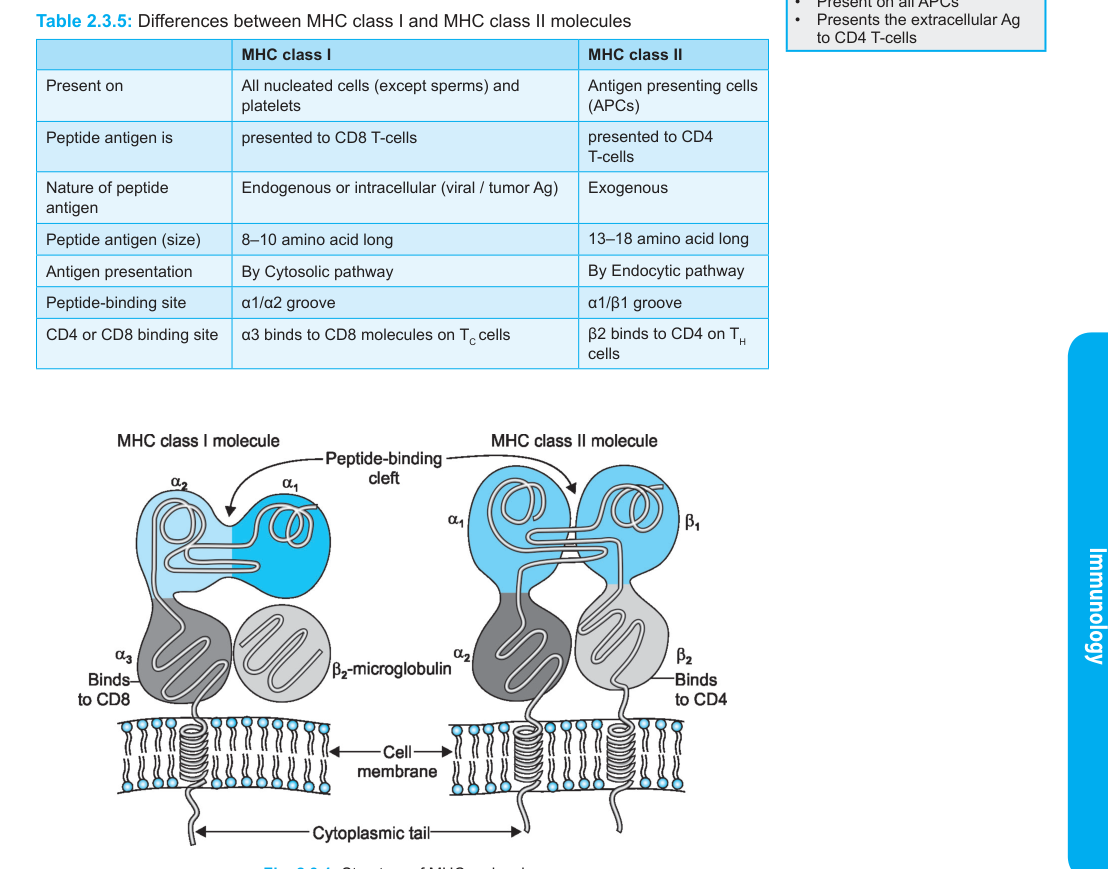 Present on all APCs
• Presents the extracellular Ag
to CD4 T-cells
Table 2.3.5: Differences between MHC class I and MHC class II molecules
MHC class I MHC class II
Present on All nucleated cells (except sperms) and platelets Antigen presenting cells (APCs)
Peptide antigen is presented to CD8 T-cells presented to CD4 T-cells
Nature of peptide antigen Endogenous or intracellular (viral / tumor Ag) Exogenous
Peptide antigen (size) 8–10 amino acid long 13–18 amino acid long
Antigen presentation By Cytosolic pathway By Endocytic pathway
Peptide-binding site α1/α2 groove α1/β1 groove
CD4 or CD8 binding site α3 binds to CD8 molecules on TC cells β2 binds to CD4 on TH cells
MHC class I molecule
MHC class II molecule
Peptide-binding
cleft
α2
α1
α1
β1
α3
Binds
to CD8
β2-microglobulin
α2
β2
Binds
to CD4
Cell
membrane
Cytoplasmic tail
Immunology